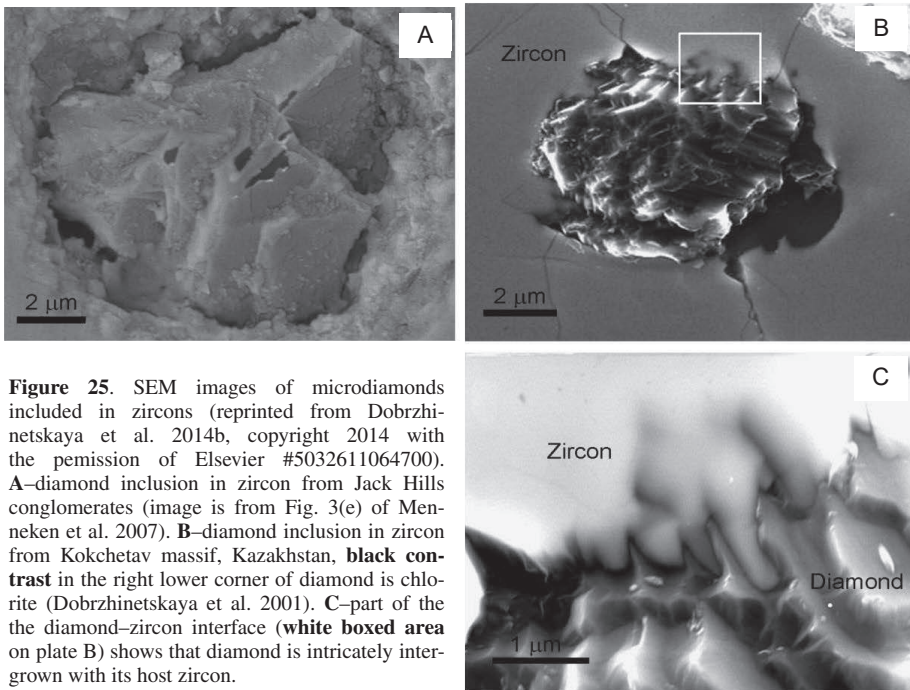 A
2 μm
Zircon
B
2 μm
Figure 25. SEM images of microdiamonds
included in zircons (reprinted from Dobrzhi-
netskaya et al. 2014b, copyright 2014 with
the pemission of Elsevier #5032611064700).
A–diamond inclusion in zircon from Jack Hills
conglomerates (image is from Fig. 3(e) of Men-
neken et al. 2007). B–diamond inclusion in zircon
from Kokchetav massif, Kazakhstan, black con-
trast in the right lower corner of diamond is chlo-
rite (Dobrzhinetskaya et al. 2001). C–part of the
the diamond–zircon interface (white boxed area
on plate B) shows that diamond is intricately inter-
grown with its host zircon.
C
Zircon
Diamond
1 μm